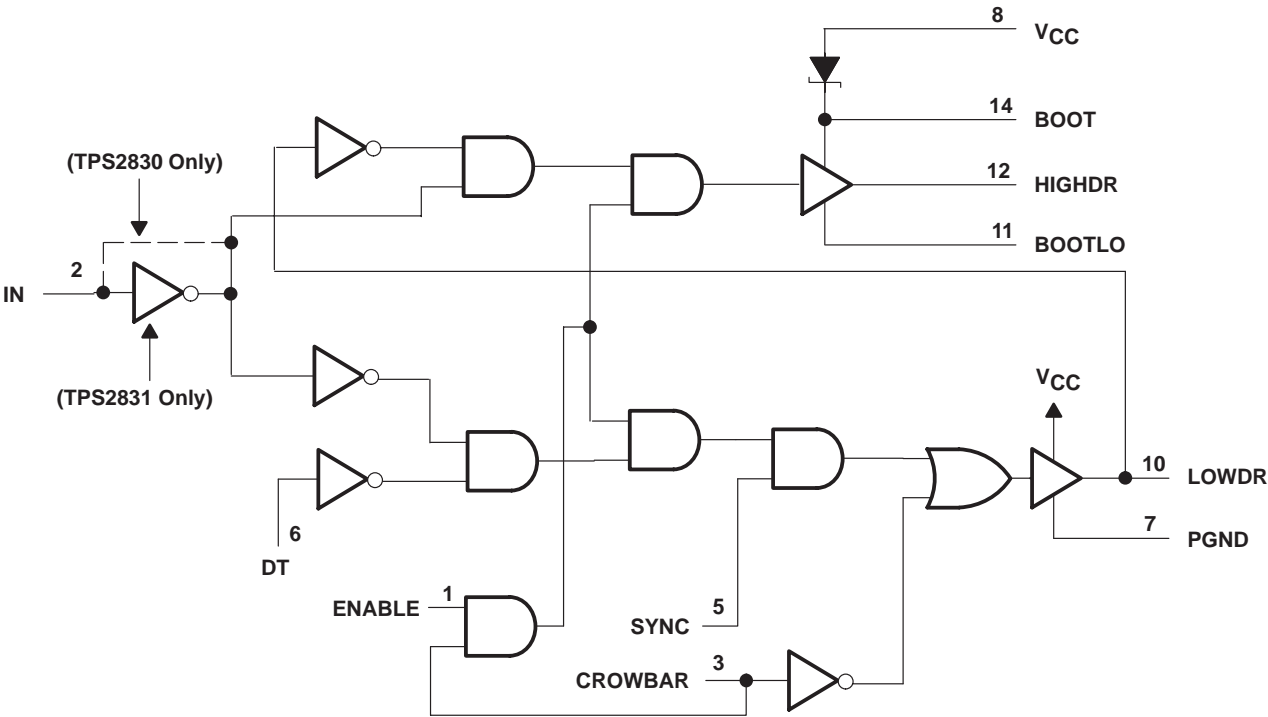 8 VCC
14 BOOT
(TPS2830 Only)
12 HIGHDR
11 BOOTLO
2
IN
(TPS2831 Only)
VCC
10 LOWDR
6
7 PGND
DT
1
ENABLE
5
SYNC
3
CROWBAR